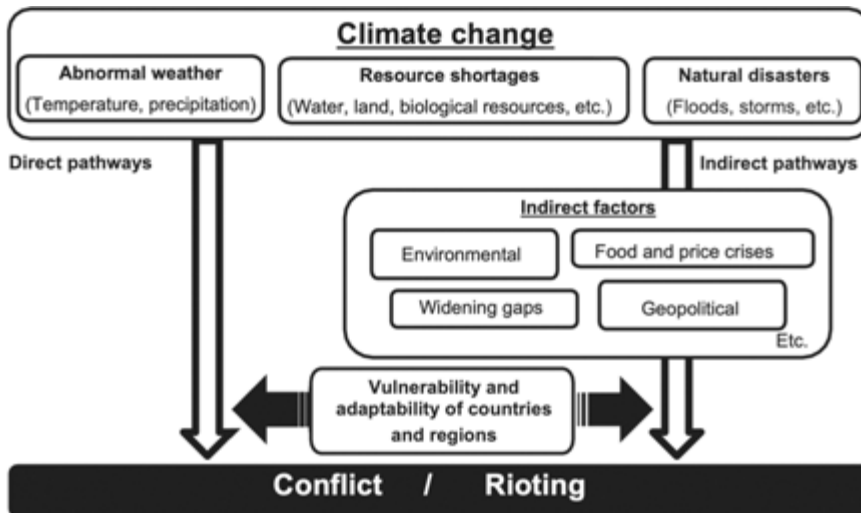 Climate change
Abnormal weather
(Temperature, precipitation)
Resource shortages
(Water, land, biological resources, etc.)
Natural disasters
(Floods, storms, etc.)
Direct pathways
Indirect pathways
Indirect factors
Environmental
Food and price crises
Widening gaps
Geopolitical
Etc.
Vulnerability and
adaptability of countries
and regions
Conflict / Rioting